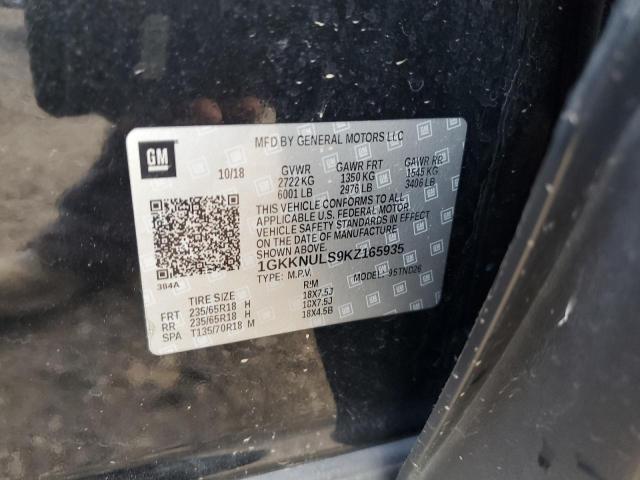 MFD BY GENERAL MOTORS LLC
GM
10/18 GVWR GAWR FRT GAWR RR
2722 KG 1350 KG 1545 KG
6001 LB 2976 LB 3406 LB
THIS VEHICLE CONFORMS TO ALL
APPLICABLE U.S. FEDERAL MOTOR
VEHICLE SAFETY STANDARDS IN EFFECT
ON THE DATE OF MANUFACTURE
SHOWN ABOVE.
1GKKNULS9KZ165935
TYPE: M.P.V. MODEL:
384A
TIRE SIZE RIM
FRT 235/65R18 H 18X7.5J
RR 235/65R18 H 18X7.5J
SPA T135/70R18 M 18X4.5B